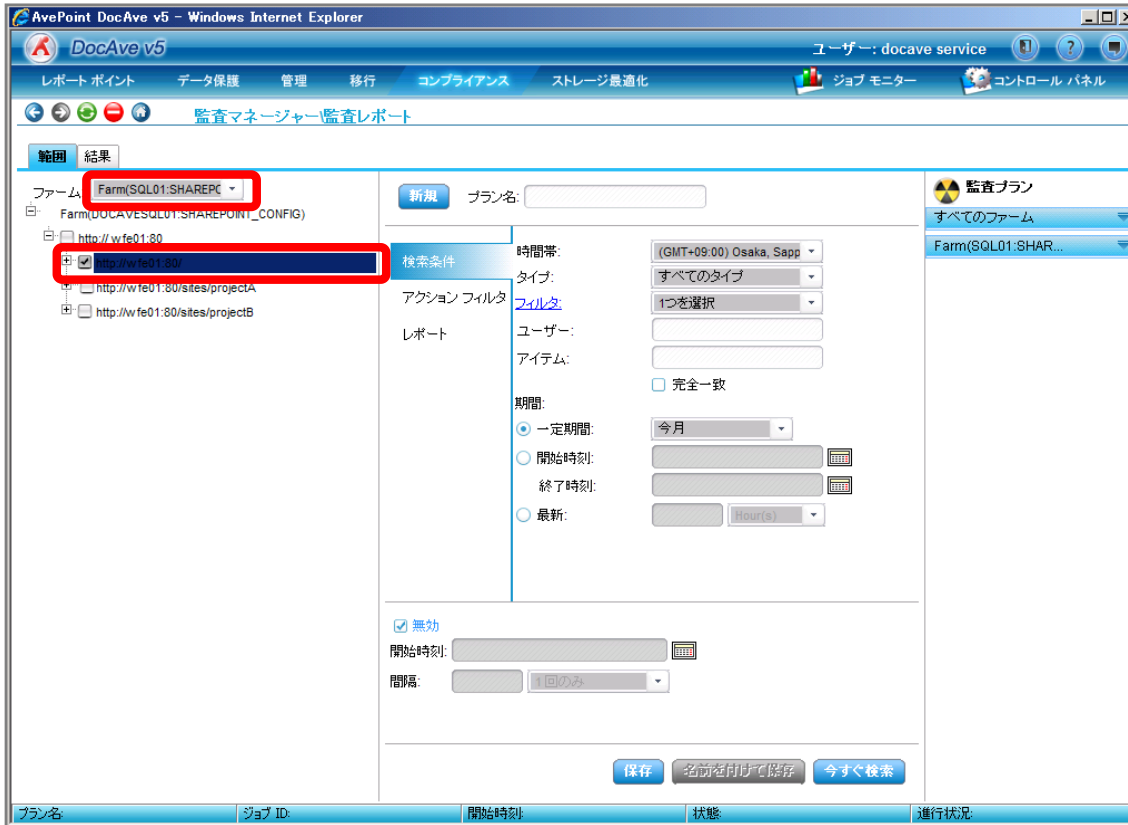 AvePoint DocAve v5 - Windows Internet Explorer
DocAve v5
ユーザー: docave service
レポート ポイント データ保護 管理 移行 コンプライアンス ストレージ最適化 ジョブ モニター コントロール パネル
監査マネージャー\監査レポート
範囲 結果
ファーム Farm(SQL01:SHAREPC
Farm(DOCAVESQL01:SHAREPOINT_CONFIG)
http://wfe01:80
http://wfe01:80/
http://wfe01:80/sites/projectA
http://wfe01:80/sites/projectB
新規 プラン名:
検索条件
アクション フィルタ
レポート
時間帯: (GMT+09:00) Osaka, Sapp
タイプ: すべてのタイプ
フィルタ: 1つを選択
ユーザー:
アイテム:
完全一致
期間:
一定期間: 今月
開始時刻:
終了時刻:
最新: Hour(s)
無効
開始時刻:
間隔: 1回のみ
保存 名前を付けて保存 今すぐ検索
監査プラン
すべてのファーム
Farm(SQL01:SHAR...
プラン名: ジョブ ID: 開始時刻: 状態: 進行状況: